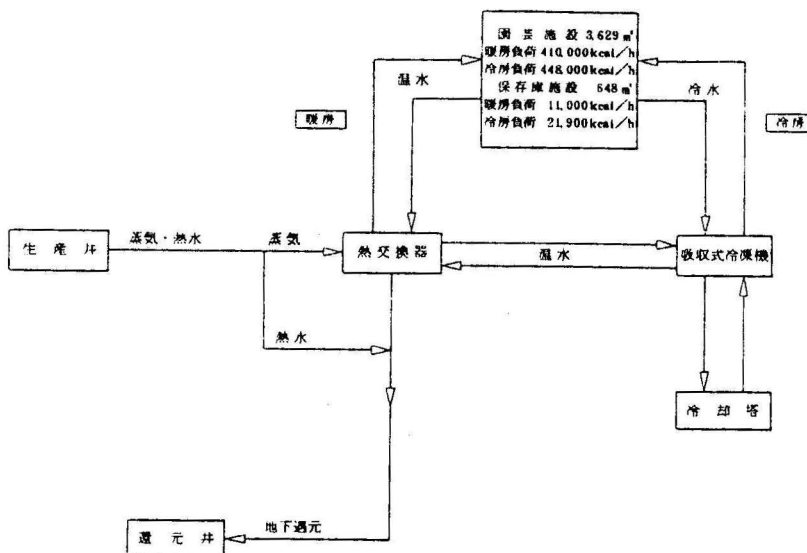 園芸施設 3,629㎡
暖房負荷 410,000kcal/h
冷房負荷 448,000kcal/h
保存庫施設 648㎡
暖房負荷 11,000kcal/h
冷房負荷 21,900kcal/h
温水
冷水
暖房
冷房
生産井
蒸気・熱水
蒸気
熱交換器
温水
吸収式冷凍機
熱水
冷却塔
地下還元
還元井